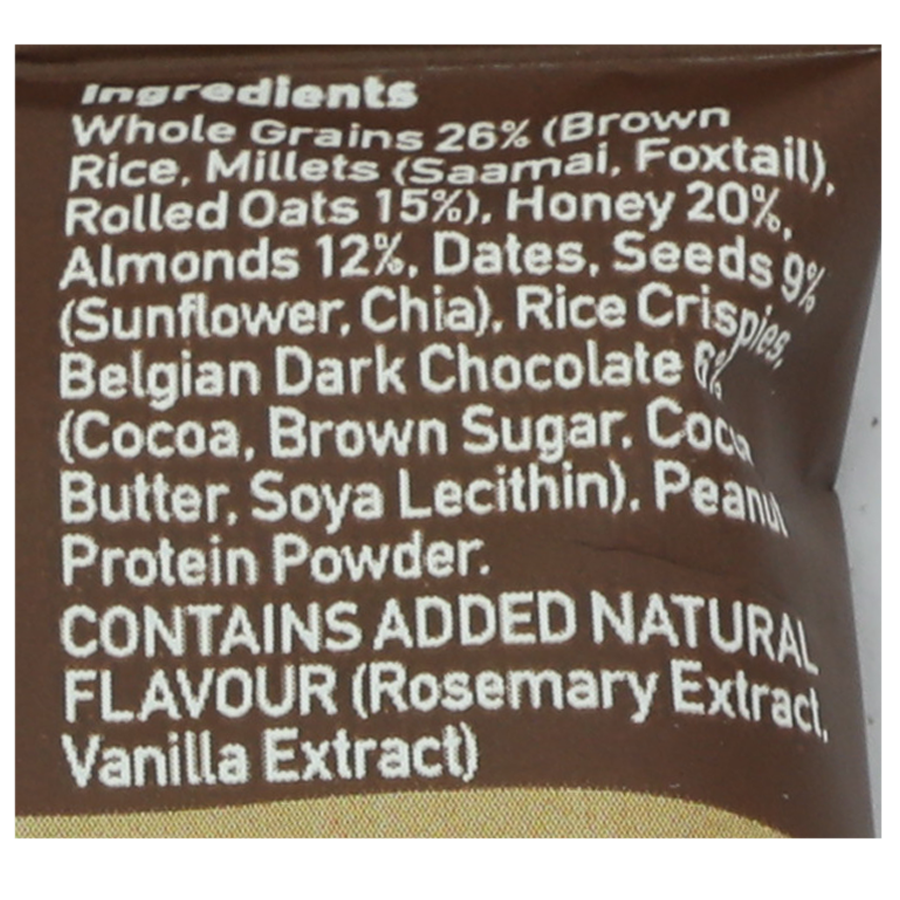 Ingredients
Whole Grains 26% (Brown
Rice, Millets (Saamai, Foxtail),
Rolled Oats 15%), Honey 20%,
Almonds 12%, Dates, Seeds 9%
(Sunflower, Chia), Rice Crispies,
Belgian Dark Chocolate 6%
(Cocoa, Brown Sugar, Cocoa
Butter, Soya Lecithin), Peanut
Protein Powder.
CONTAINS ADDED NATURAL
FLAVOUR (Rosemary Extract,
Vanilla Extract)